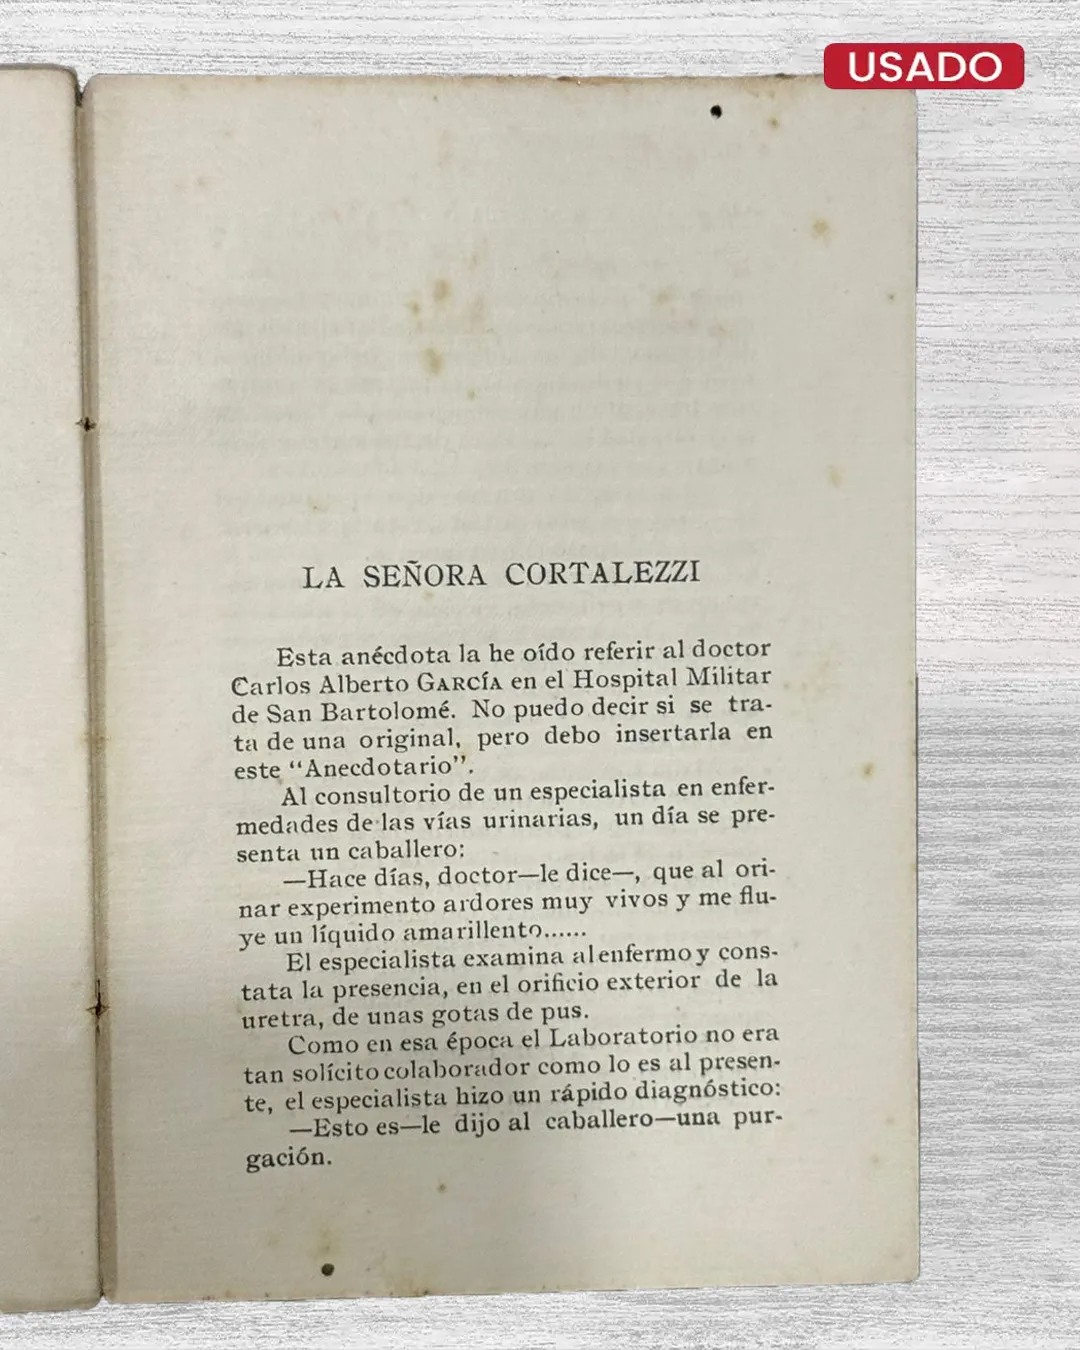 USADO
LA SEÑORA CORTALEZZI
Esta anécdota la he oído referir al doctor
Carlos Alberto GARCÍA en el Hospital Militar
de San Bartolomé. No puedo decir si se tra-
ta de una original, pero debo insertarla en
este “Anecdotario”.
Al consultorio de un especialista en enfer-
medades de las vías urinarias, un día se pre-
senta un caballero:
—Hace días, doctor—le dice—, que al ori-
nar experimento ardores muy vivos y me flu-
ye un líquido amarillento......
El especialista examina al enfermo y cons-
tata la presencia, en el orificio exterior de la
uretra, de unas gotas de pus.
Como en esa época el Laboratorio no era
tan solícito colaborador como lo es al presen-
te, el especialista hizo un rápido diagnóstico:
—Esto es—le dijo al caballero—una pur-
gación.